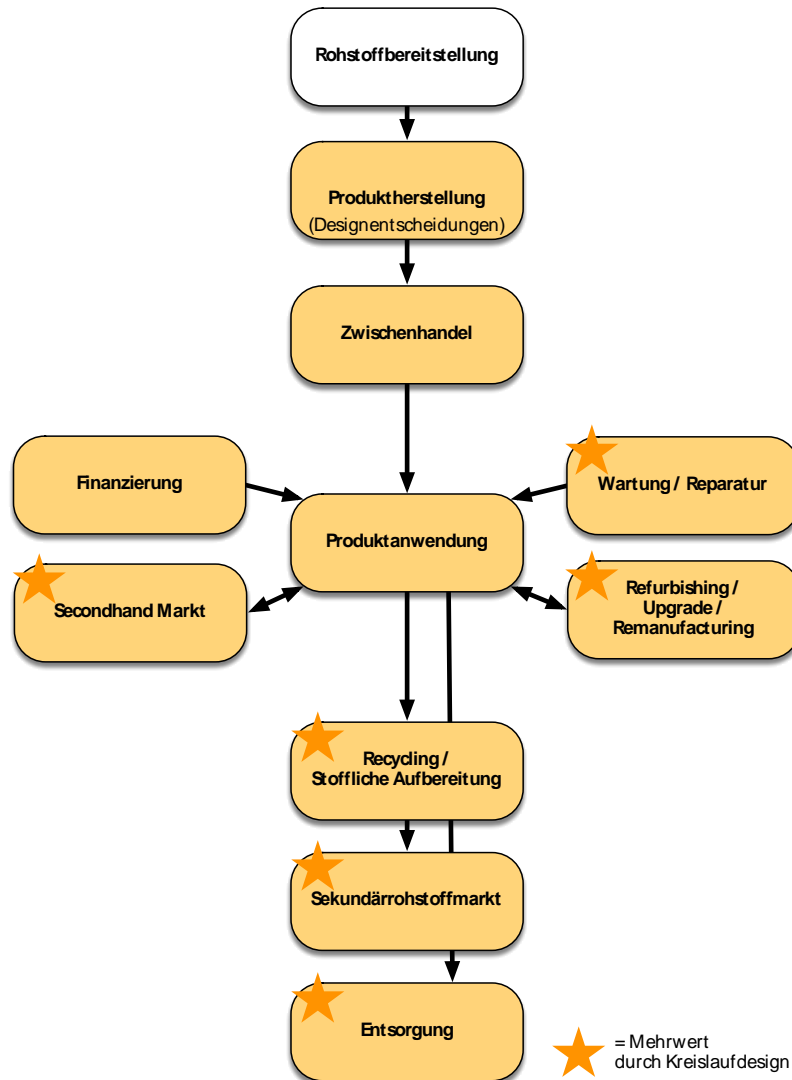 Rohstoffbereitstellung
Produktherstellung
(Designentscheidungen)
Zwischenhandel
Finanzierung
Wartung / Reparatur
Produktanwendung
Secondhand Markt
Refurbishing /
Upgrade /
Remanufacturing
Recycling /
Stoffliche Aufbereitung
Sekundärrohstoffmarkt
Entsorgung
= Mehrwert
durch Kreislaufdesign